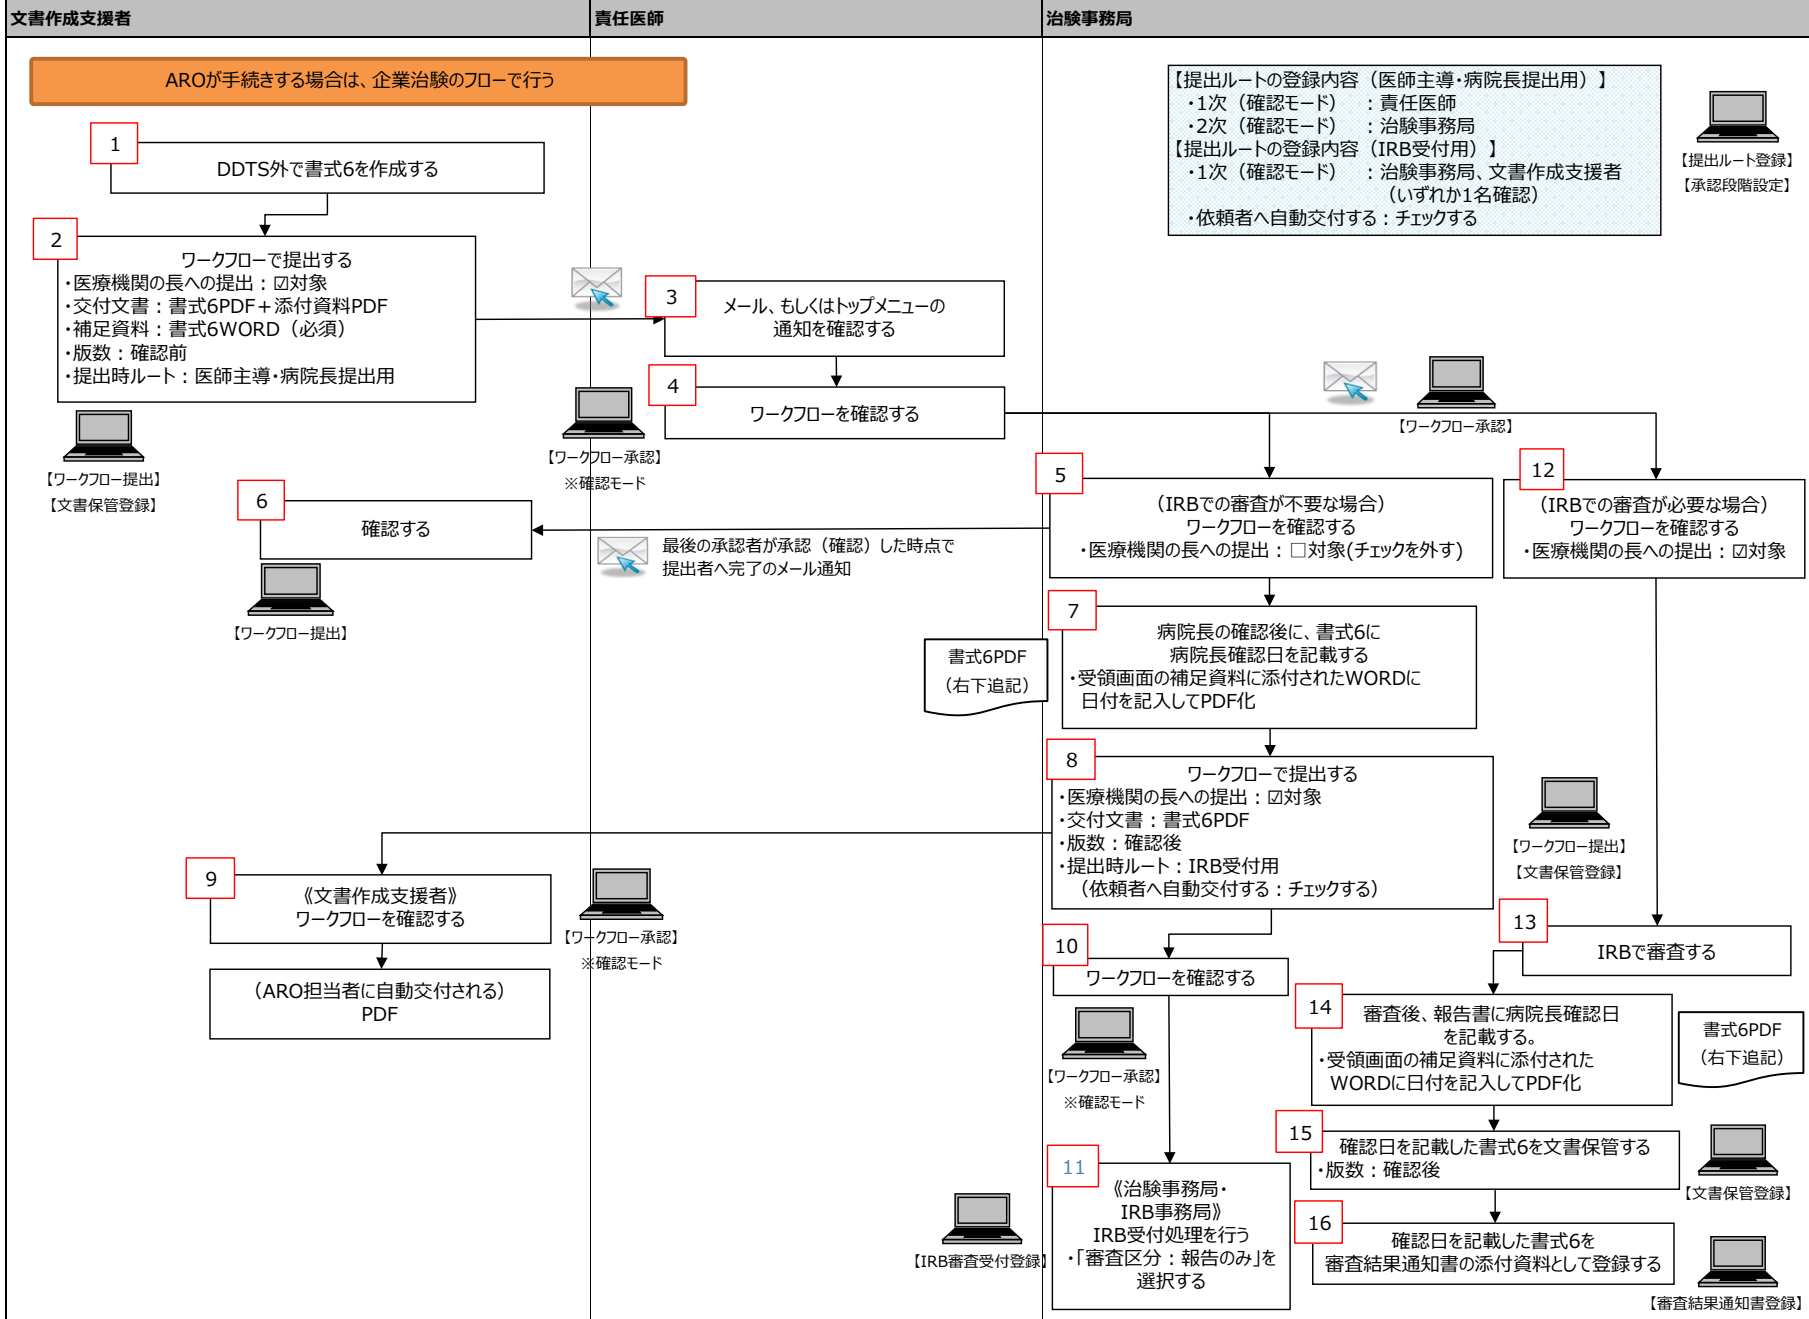 文書作成支援者
責任医師
治験事務局
AROが手続きする場合は、企業治験のフローで行う
【提出ルートの登録内容（医師主導・病院長提出用）】
・1次（確認モード）　：責任医師
・2次（確認モード）　：治験事務局
【提出ルートの登録内容（IRB受付用）】
・1次（確認モード）　：治験事務局、文書作成支援者
（いずれか1名確認）
・依頼者へ自動交付する：チェックする
【提出ルート登録】
【承認段階設定】
1
DDTS外で書式6を作成する
2
ワークフローで提出する
・医療機関の長への提出：☑対象
・交付文書：書式6PDF＋添付資料PDF
・補足資料：書式6WORD（必須）
・版数：確認前
・提出時ルート：医師主導・病院長提出用
【ワークフロー提出】
【文書保管登録】
3
メール、もしくはトップメニューの
通知を確認する
4
ワークフローを確認する
【ワークフロー承認】
※確認モード
【ワークフロー承認】
5
（IRBでの審査が不要な場合）
ワークフローを確認する
・医療機関の長への提出：□対象(チェックを外す)
6
確認する
【ワークフロー提出】
最後の承認者が承認（確認）した時点で
提出者へ完了のメール通知
7
病院長の確認後に、書式6に
病院長確認日を記載する
・受領画面の補足資料に添付されたWORDに
日付を記入してPDF化
書式6PDF
（右下追記）
8
ワークフローで提出する
・医療機関の長への提出：☑対象
・交付文書：書式6PDF
・版数：確認後
・提出時ルート：IRB受付用
（依頼者へ自動交付する：チェックする）
【ワークフロー提出】
【文書保管登録】
9
《文書作成支援者》
ワークフローを確認する
【ワークフロー承認】
※確認モード
（ARO担当者に自動交付される）
PDF
10
ワークフローを確認する
【ワークフロー承認】
※確認モード
11
《治験事務局・
IRB事務局》
IRB受付処理を行う
・「審査区分：報告のみ」を
選択する
【IRB審査受付登録】
12
（IRBでの審査が必要な場合）
ワークフローを確認する
・医療機関の長への提出：☑対象
13
IRBで審査する
14
審査後、報告書に病院長確認日
を記載する。
・受領画面の補足資料に添付された
WORDに日付を記入してPDF化
書式6PDF
（右下追記）
15
確認日を記載した書式6を文書保管する
・版数：確認後
【文書保管登録】
16
確認日を記載した書式6を
審査結果通知書の添付資料として登録する
【審査結果通知書登録】